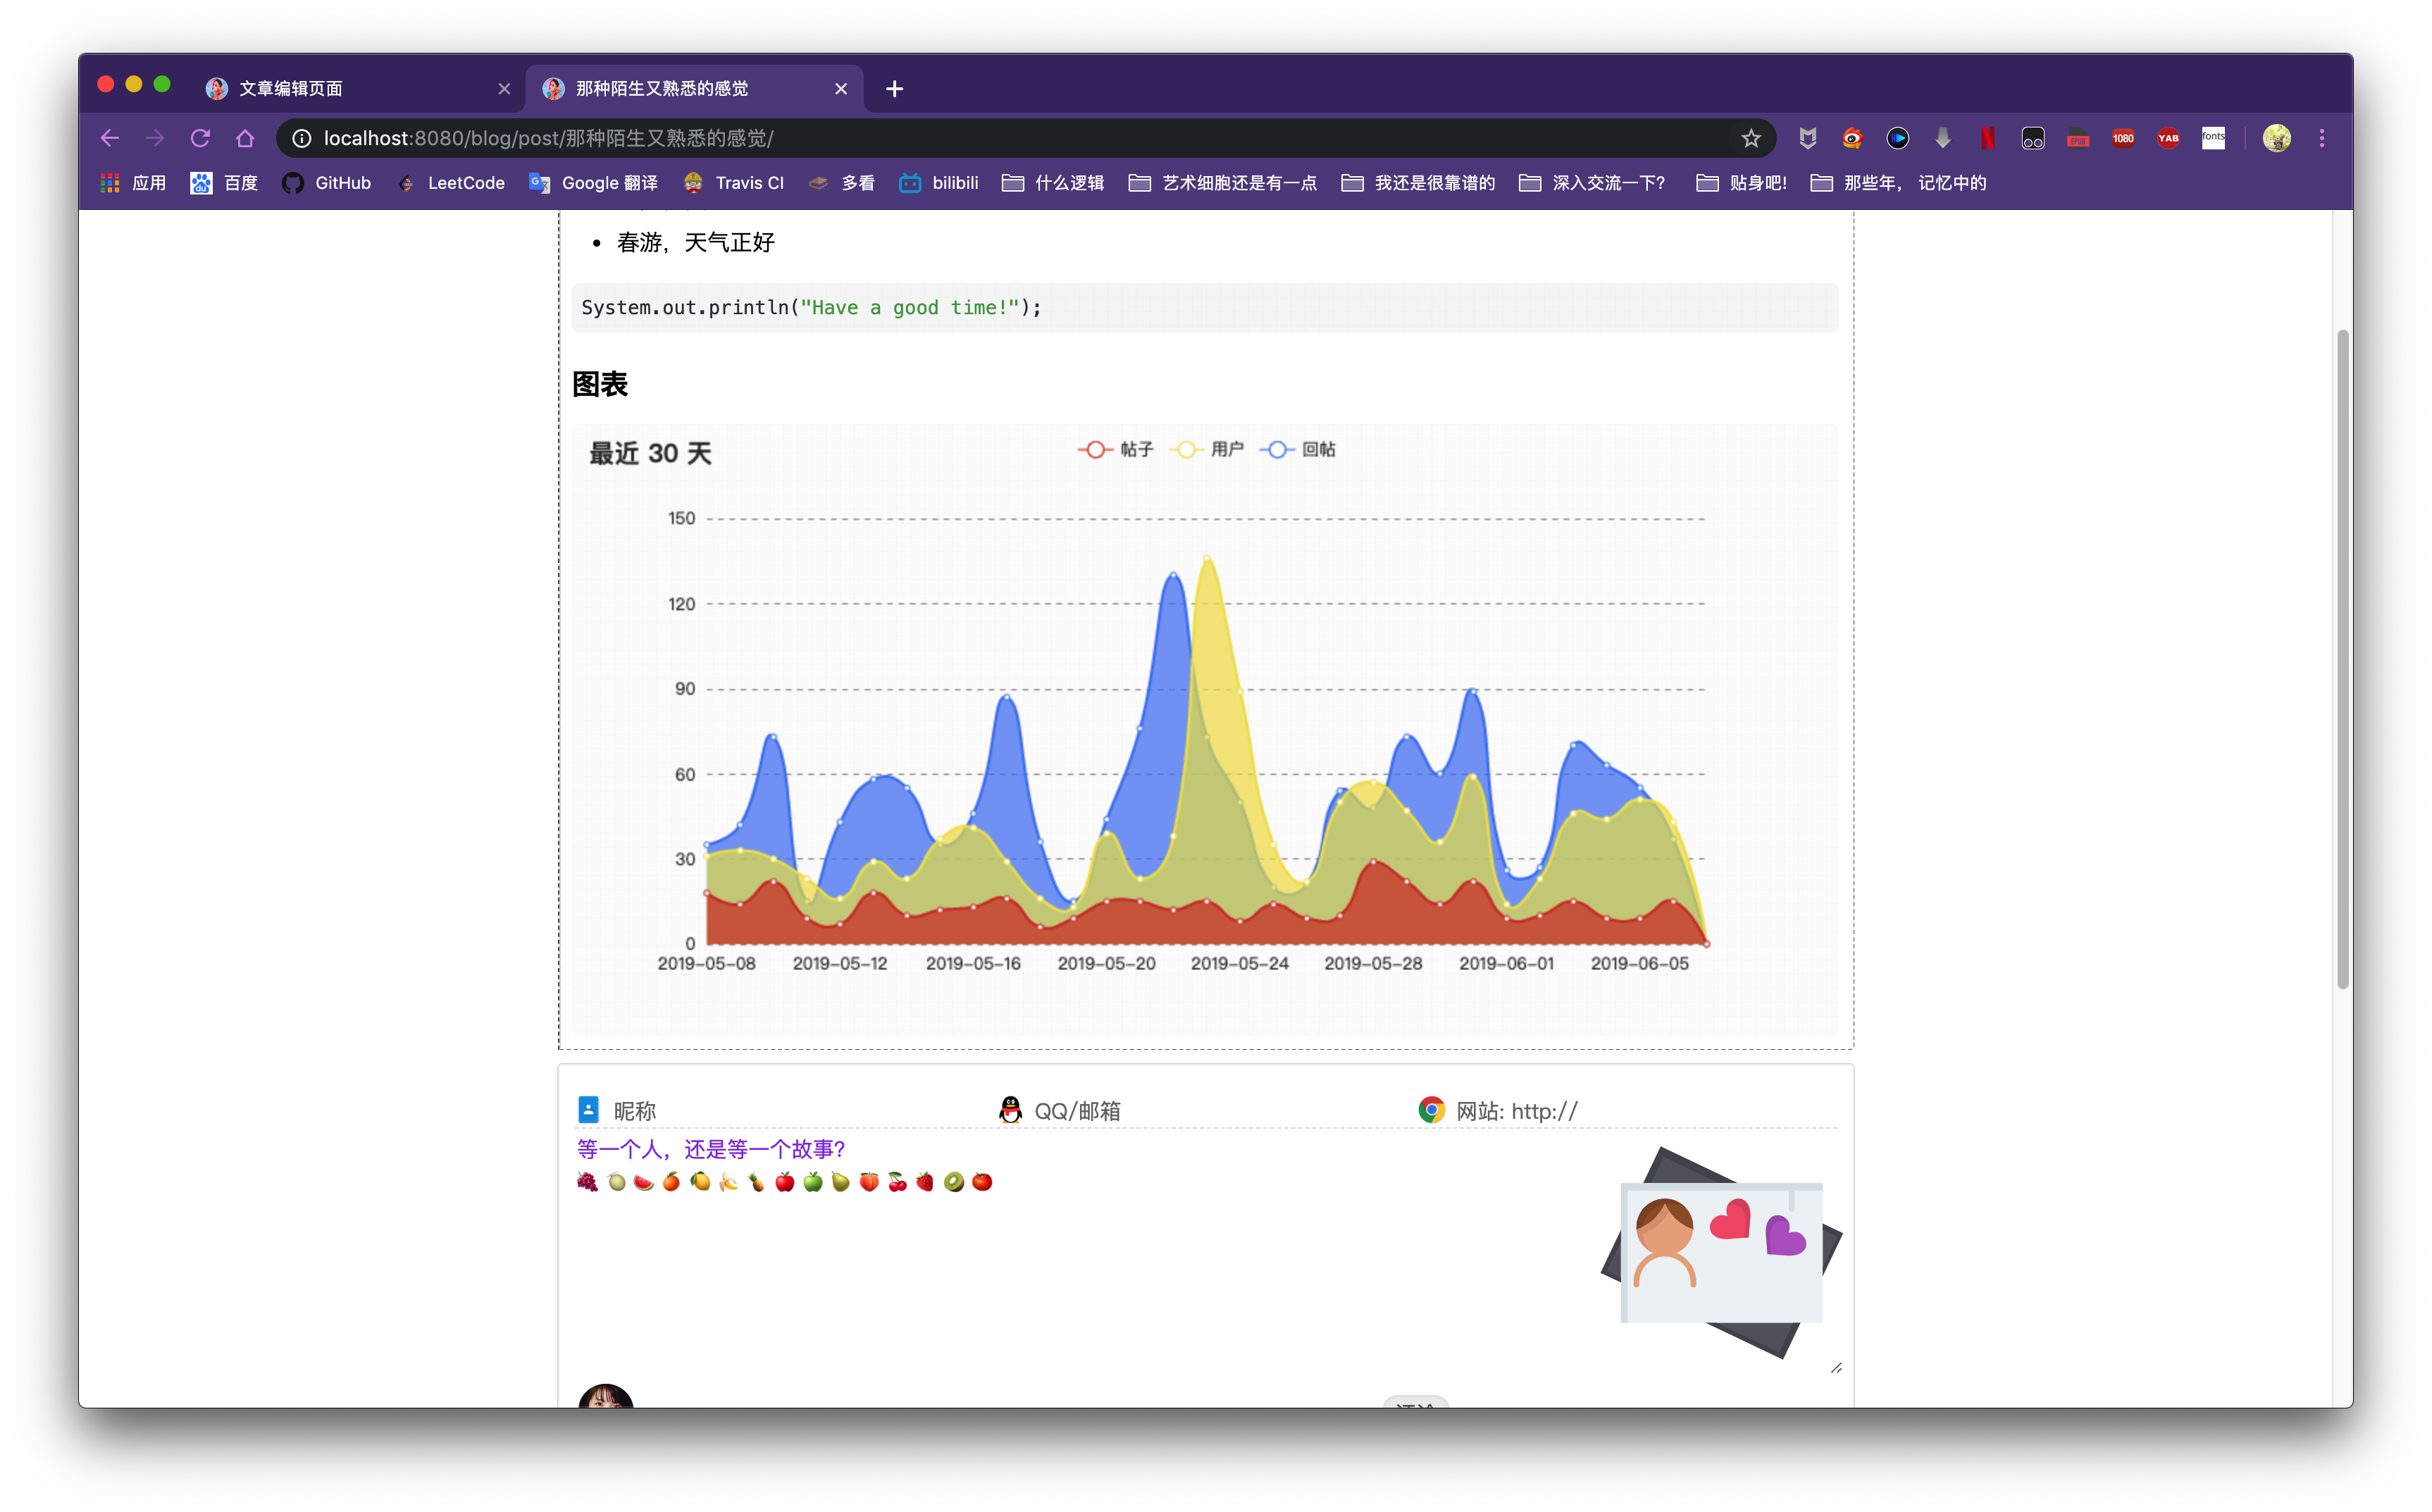 文章编辑页面
那种陌生又熟悉的感觉
localhost:8080/blog/post/那种陌生又熟悉的感觉/
EPUB 1080 YAB fonts
应用 百度 GitHub LeetCode Google 翻译 Travis CI 多看 bilibili 什么逻辑 艺术细胞还是有一点 我还是很靠谱的 深入交流一下? 贴身吧! 那些年， 记忆中的
• 春游，天气正好
System.out.println("Have a good time!");
图表
最近 30 天
帖子 用户 回帖
150
120
90
60
30
0
2019-05-08 2019-05-12 2019-05-16 2019-05-20 2019-05-24 2019-05-28 2019-06-01 2019-06-05
昵称 QQ/邮箱 网站: http://
等一个人，还是等一个故事?
🍇🍈🍉🍊🍋🍌🍍🍎🍏🍐🍑🍒🍓🥝🍅